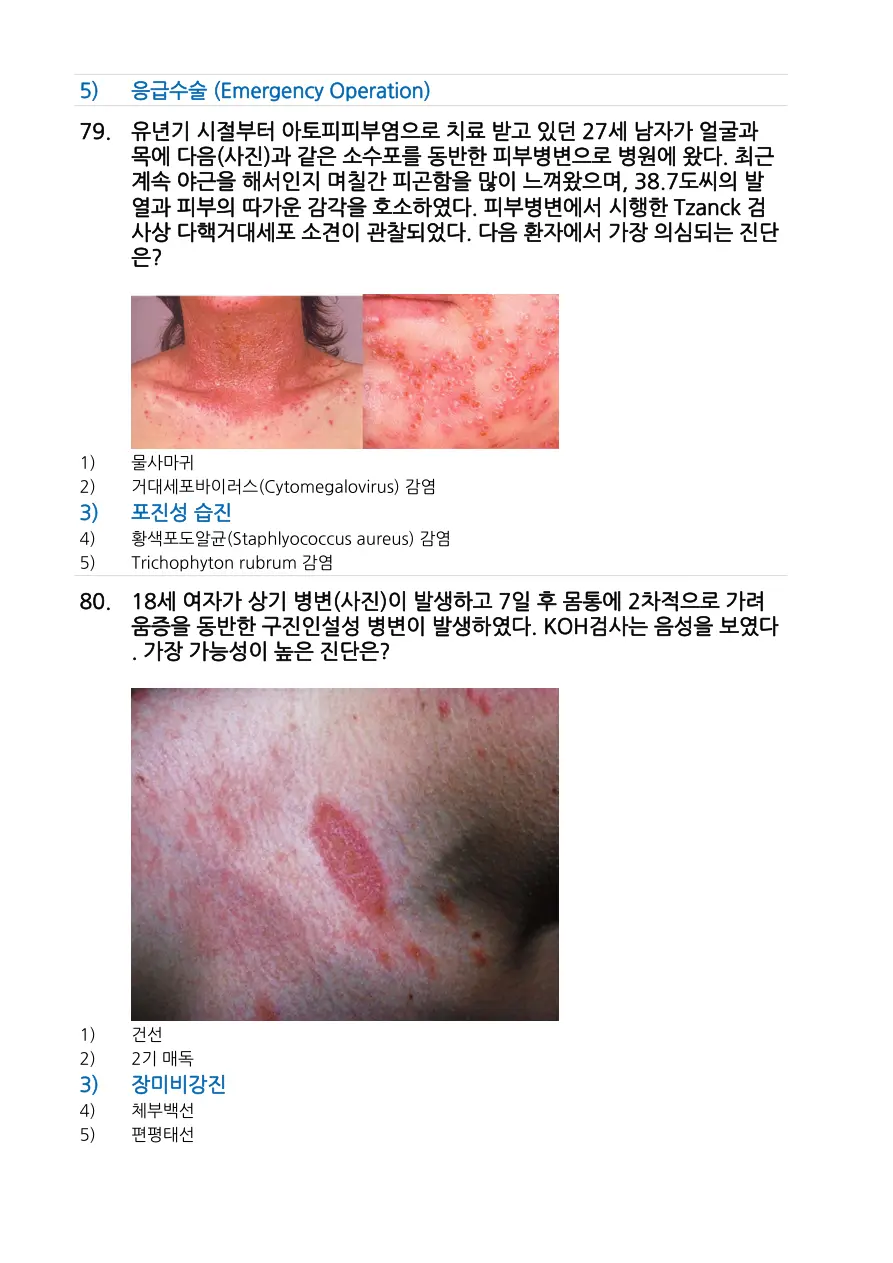 5) 응급수술 (Emergency Operation)
79. 유년기 시절부터 아토피피부염으로 치료 받고 있던 27세 남자가 얼굴과
목에 다음(사진)과 같은 소수포를 동반한 피부병변으로 병원에 왔다. 최근
계속 야근을 해서인지 며칠간 피곤함을 많이 느껴왔으며, 38.7도씨의 발
열과 피부의 따가운 감각을 호소하였다. 피부병변에서 시행한 Tzanck 검
사상 다핵거대세포 소견이 관찰되었다. 다음 환자에서 가장 의심되는 진단
은?
1) 물사마귀
2) 거대세포바이러스(Cytomegalovirus) 감염
3) 포진성 습진
4) 황색포도알균(Staphlyococcus aureus) 감염
5) Trichophyton rubrum 감염
80. 18세 여자가 상기 병변(사진)이 발생하고 7일 후 몸통에 2차적으로 가려
움증을 동반한 구진인설성 병변이 발생하였다. KOH검사는 음성을 보였다
. 가장 가능성이 높은 진단은?
1) 건선
2) 2기 매독
3) 장미비강진
4) 체부백선
5) 편평태선